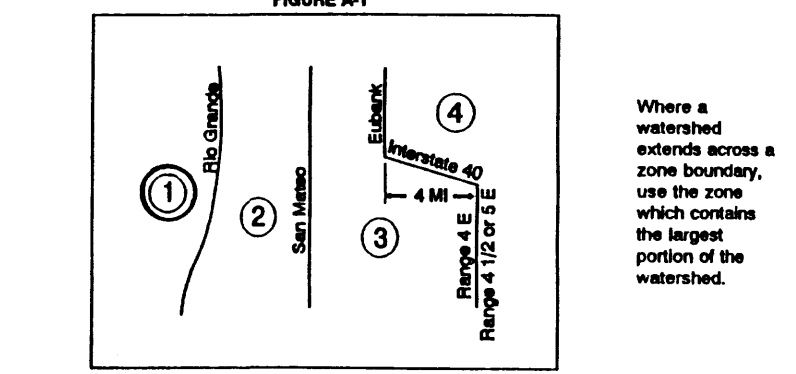 FIGURE A-1
Rio Grande
1
2
San Mateo
Eubank
4
Interstate 40
4 MI
3
Range 4 E
Range 4 1/2 or 5 E
Where a
watershed
extends across a
zone boundary,
use the zone
which contains
the largest
portion of the
watershed.